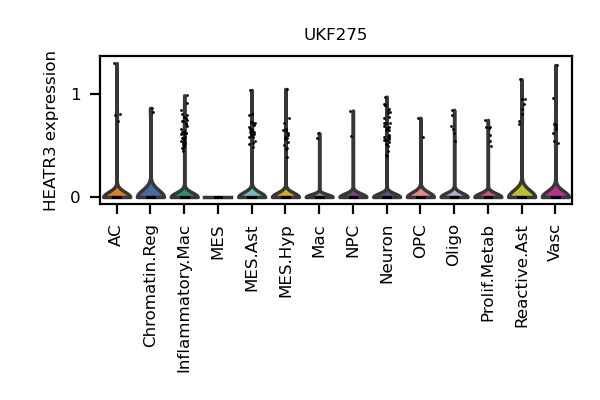 UKF275
HEATR3 expression
1
0
AC
Chromatin.Reg
Inflammatory.Mac
MES
MES.Ast
MES.Hyp
Mac
NPC
Neuron
OPC
Oligo
Prolif.Metab
Reactive.Ast
Vasc